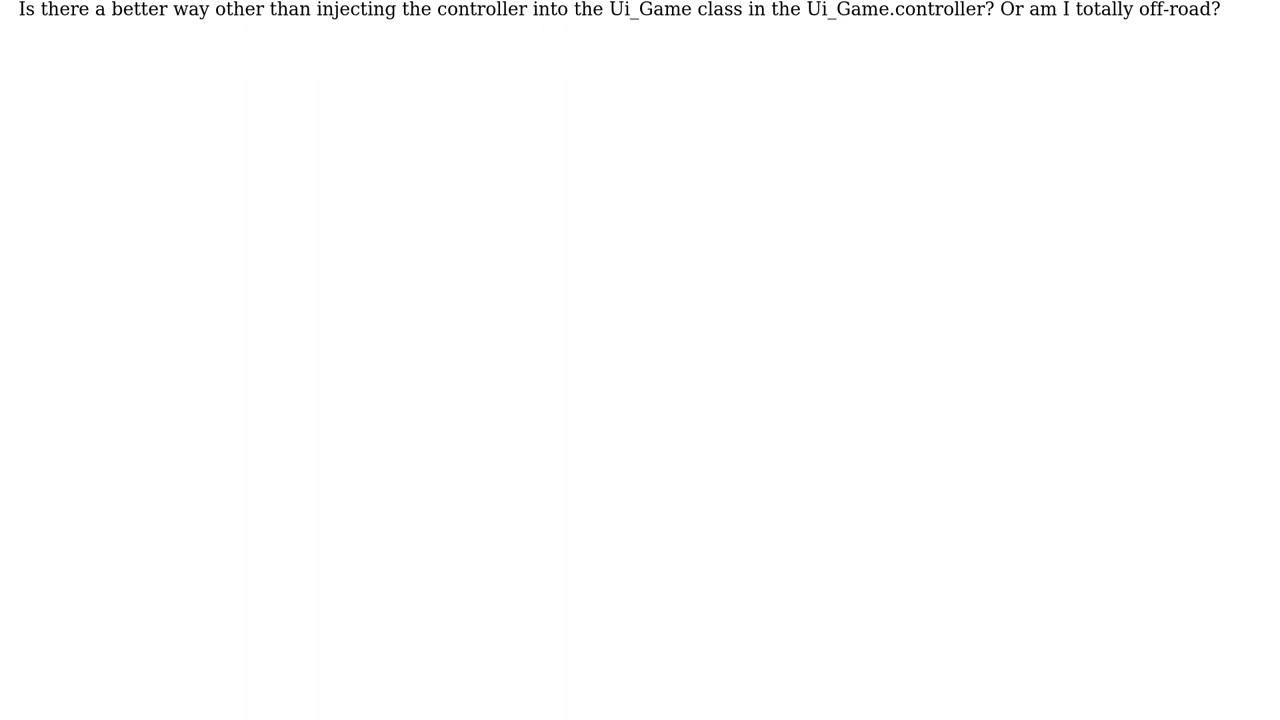 Is there a better way other than injecting the controller into the Ui_Game class in the Ui_Game.controller? Or am I totally off-road?